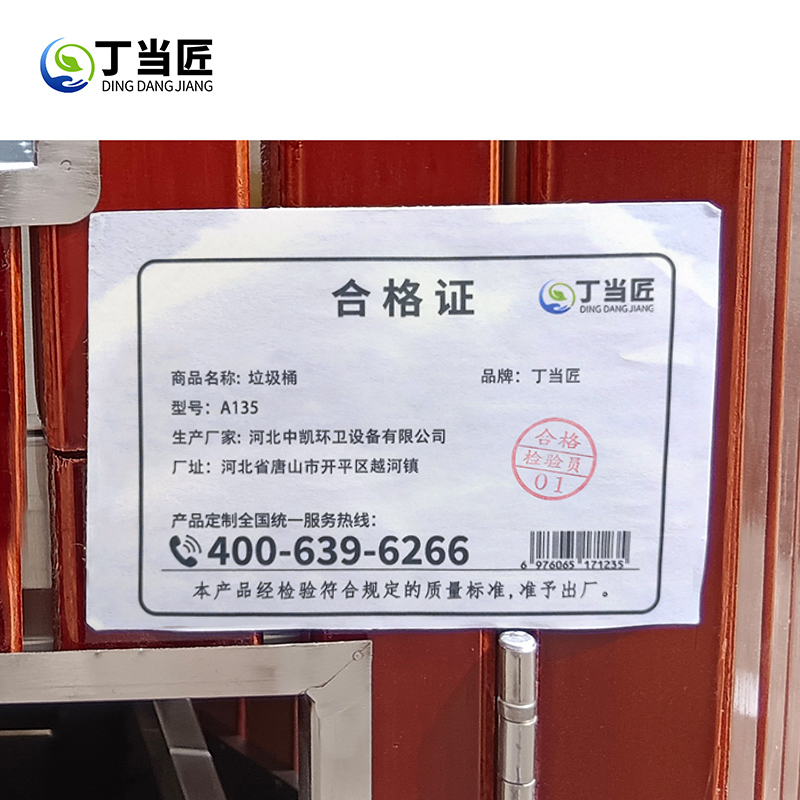 丁当匠
DING DANG JIANG
合格证
丁当匠
DING DANG JIANG
商品名称: 垃圾桶
品牌: 丁当匠
型号: A135
生产厂家: 河北中凯环卫设备有限公司
厂址: 河北省唐山市开平区越河镇
合格
检验员
01
产品定制全国统一服务热线:
400-639-6266
6 976065 171235
本产品经检验符合规定的质量标准,准予出厂。